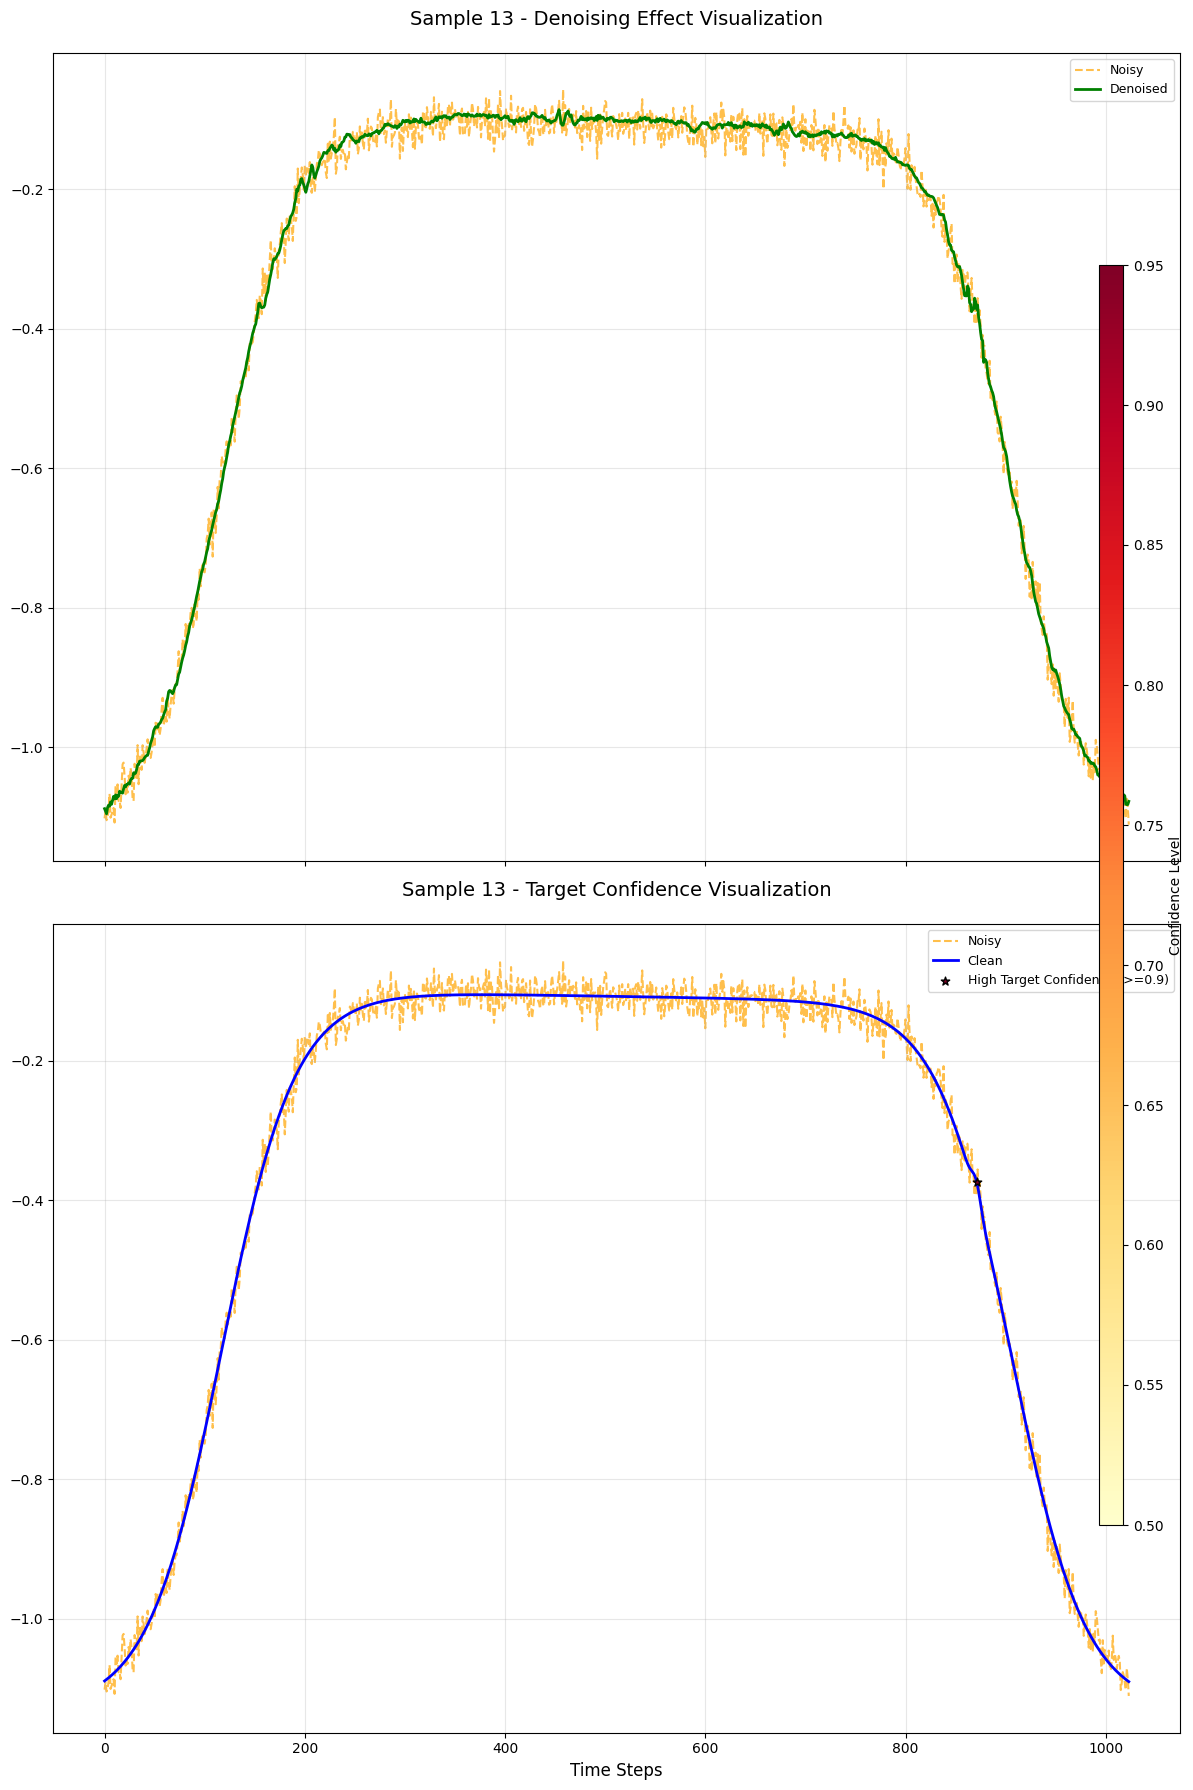 Sample 13 - Denoising Effect Visualization
Noisy
Denoised
−0.2
−0.4
−0.6
−0.8
−1.0
0.95
0.90
0.85
0.80
0.75
0.70
0.65
0.60
0.55
0.50
Confidence Level
Sample 13 - Target Confidence Visualization
Noisy
Clean
High Target Confiden >=0.9)
−0.2
−0.4
−0.6
−0.8
−1.0
0
200
400
600
800
1000
Time Steps